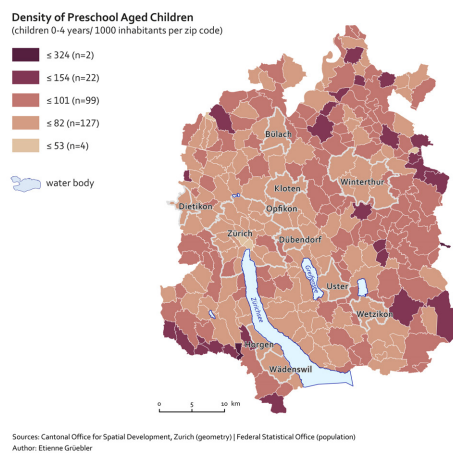 Density of Preschool Aged Children
(children 0-4 years/ 1000 inhabitants per zip code)
≤ 324 (n=2)
≤ 154 (n=22)
≤ 101 (n=99)
≤ 82 (n=127)
≤ 53 (n=4)
water body
Bülach
Kloten
Winterthur
Dietikon
Opfikon
Zürich
Dübendorf
Greifensee
Uster
Zürichsee
Wetzikon
Horgen
Wädenswil
0 5 10 km
Sources: Cantonal Office for Spatial Development, Zurich (geometry) | Federal Statistical Office (population)
Author: Etienne Grüebler